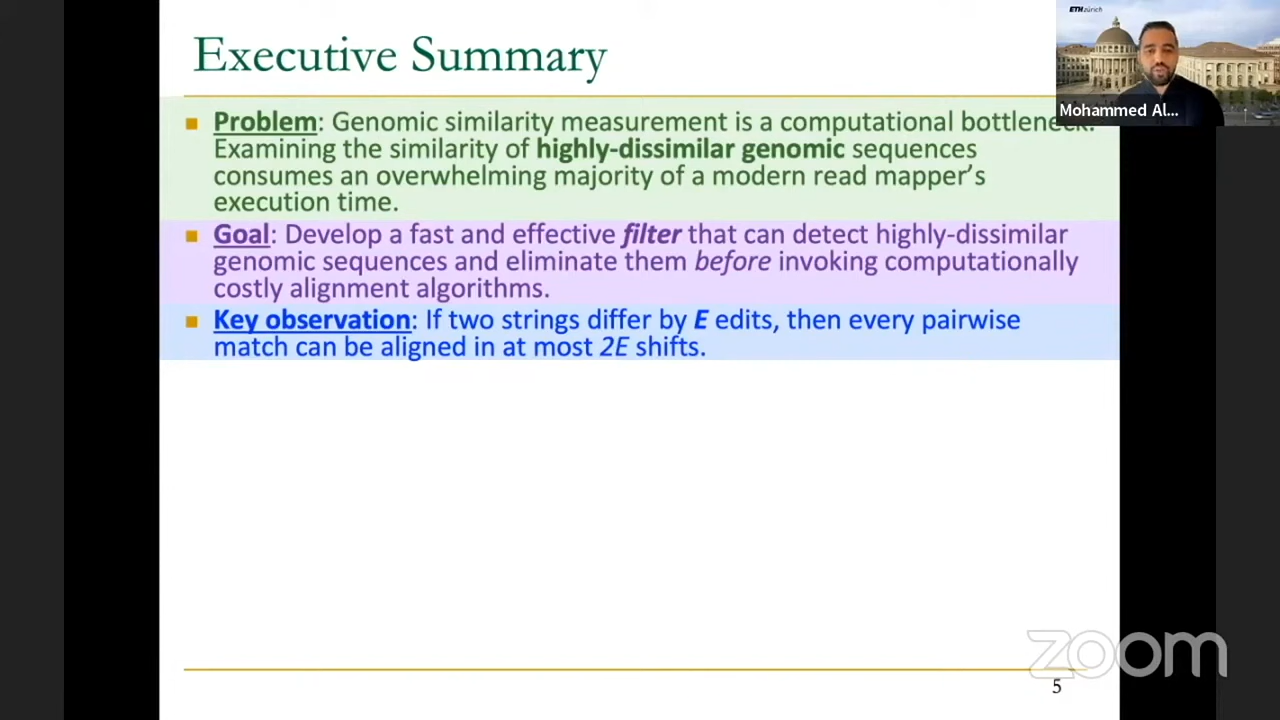 ETH zürich
Executive Summary
Mohammed Al...
Problem: Genomic similarity measurement is a computational bottleneck.
Examining the similarity of highly-dissimilar genomic sequences
consumes an overwhelming majority of a modern read mapper's
execution time.
Goal: Develop a fast and effective filter that can detect highly-dissimilar
genomic sequences and eliminate them before invoking computationally
costly alignment algorithms.
Key observation: If two strings differ by E edits, then every pairwise
match can be aligned in at most 2E shifts.
zoom
5